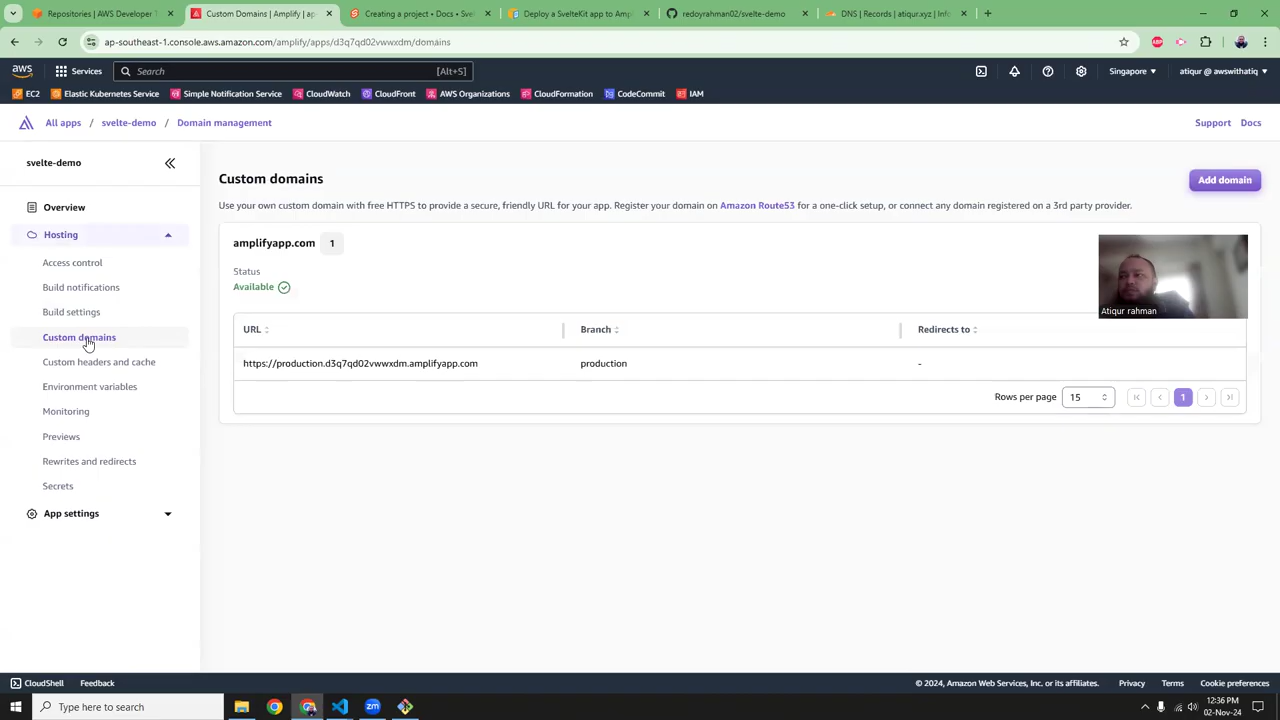 Repositories | AWS Developer T
Custom Domains | Amplify | ap
Creating a project • Docs • Sve
Deploy a SvelteKit app to Amp
redoyrahman02/svelte-demo
DNS | Records | atiqur.xyz | Info
ap-southeast-1.console.aws.amazon.com/amplify/apps/d3q7qd02vwwxdm/domains
aws
Services
Search
[Alt+S]
Singapore
atiqur @ awswithatiq
EC2
Elastic Kubernetes Service
Simple Notification Service
CloudWatch
CloudFront
AWS Organizations
CloudFormation
CodeCommit
IAM
All apps / svelte-demo / Domain management
Support
Docs
svelte-demo
Overview
Hosting
Access control
Build notifications
Build settings
Custom domains
Custom headers and cache
Environment variables
Monitoring
Previews
Rewrites and redirects
Secrets
App settings
Custom domains
Add domain
Use your own custom domain with free HTTPS to provide a secure, friendly URL for your app. Register your domain on Amazon Route53 for a one-click setup, or connect any domain registered on a 3rd party provider.
amplifyapp.com 1
Status
Available
Atiqur rahman
URL
Branch
Redirects to
https://production.d3q7qd02vwwxdm.amplifyapp.com
production
-
Rows per page
15
1
CloudShell
Feedback
© 2024, Amazon Web Services, Inc. or its affiliates.
Privacy
Terms
Cookie preferences
Type here to search
12:36 PM
02-Nov-24